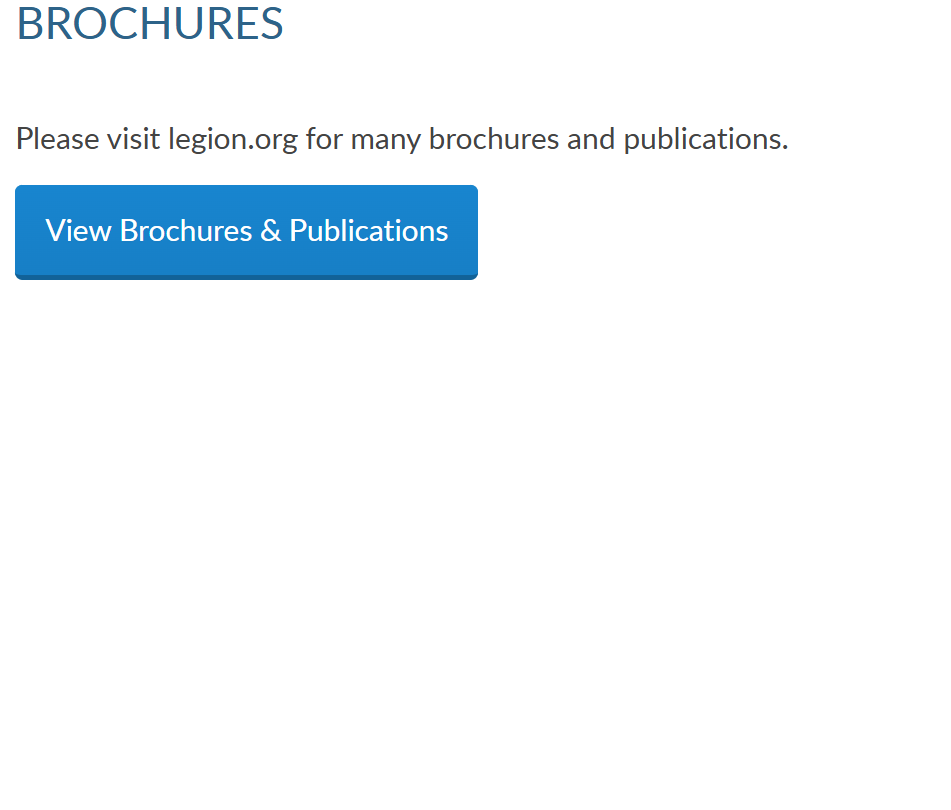 BROCHURES
Please visit legion.org for many brochures and publications.
View Brochures & Publications